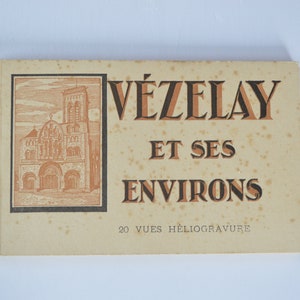 VÉZELAY
ET SES
ENVIRONS
20 VUES HÉLIOGRAVURE